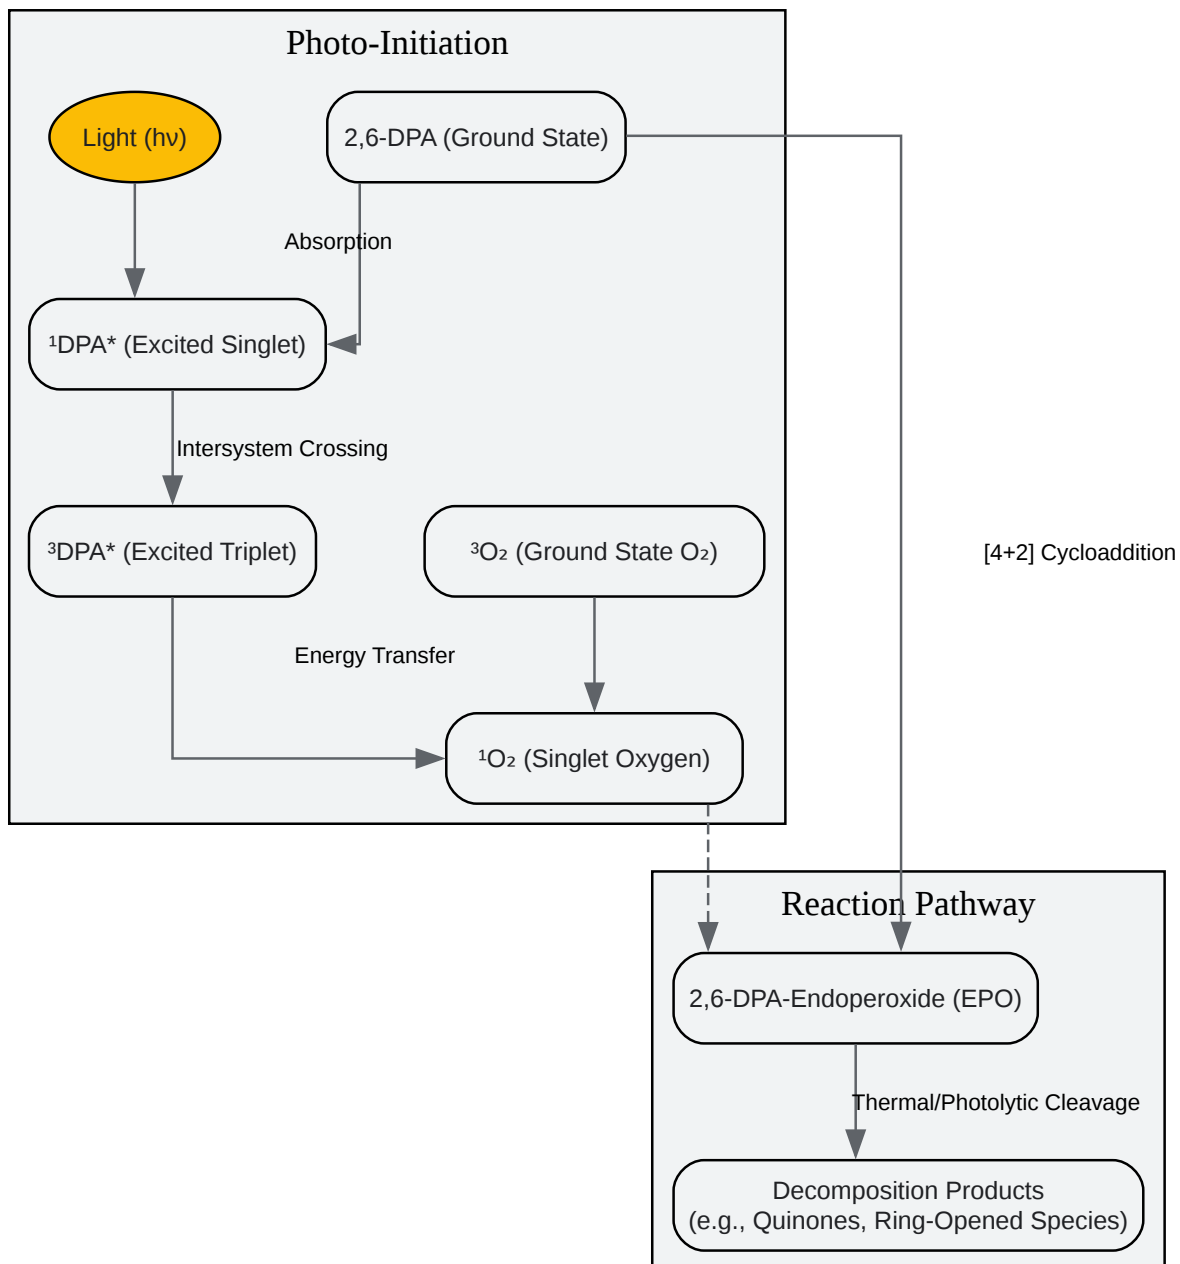 Photo-Initiation
Light (hν)
2,6-DPA (Ground State)
Absorption
¹DPA* (Excited Singlet)
Intersystem Crossing
³DPA* (Excited Triplet)
³O₂ (Ground State O₂)
[4+2] Cycloaddition
Energy Transfer
¹O₂ (Singlet Oxygen)
Reaction Pathway
2,6-DPA-Endoperoxide (EPO)
Thermal/Photolytic Cleavage
Decomposition Products
(e.g., Quinones, Ring-Opened Species)